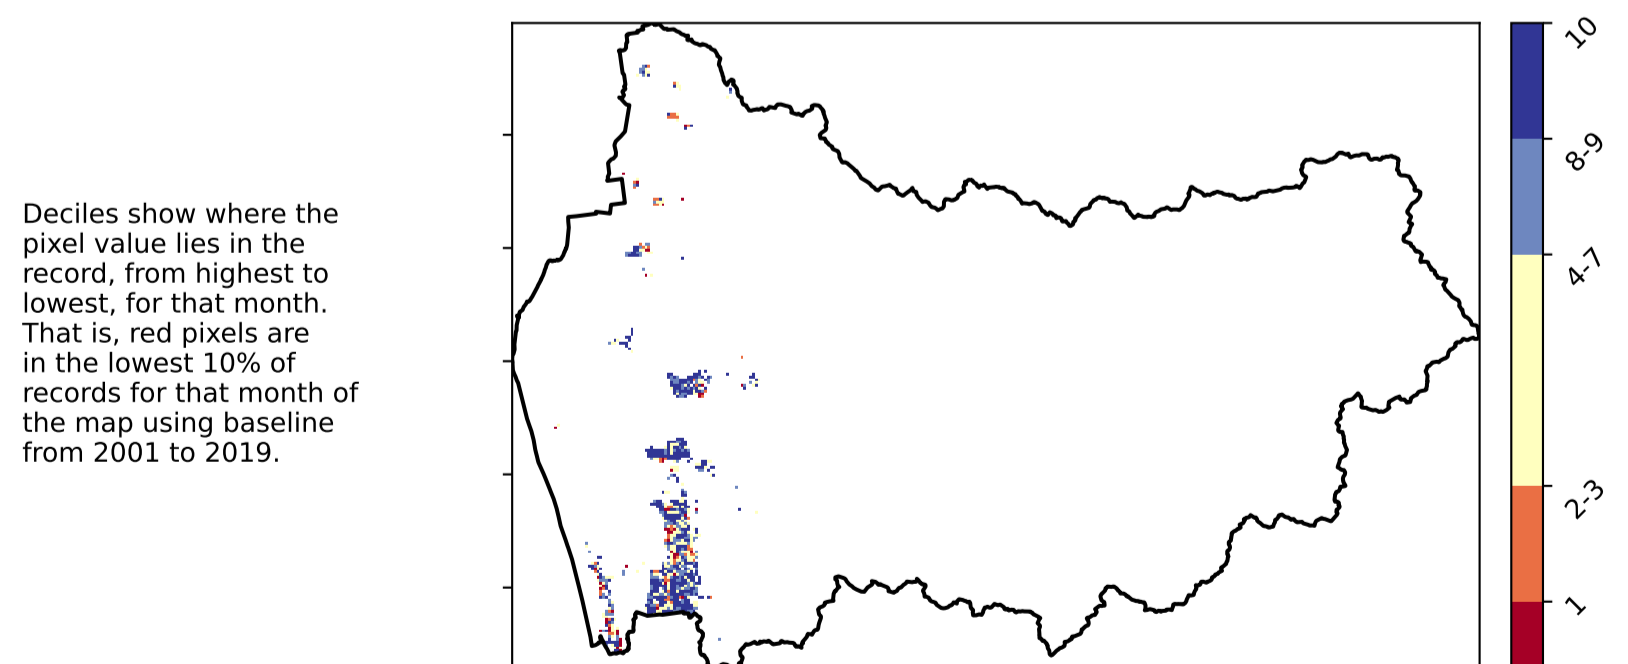 Deciles show where the
pixel value lies in the
record, from highest to
lowest, for that month.
That is, red pixels are
in the lowest 10% of
records for that month of
the map using baseline
from 2001 to 2019.
10
8-9
4-7
2-3
1